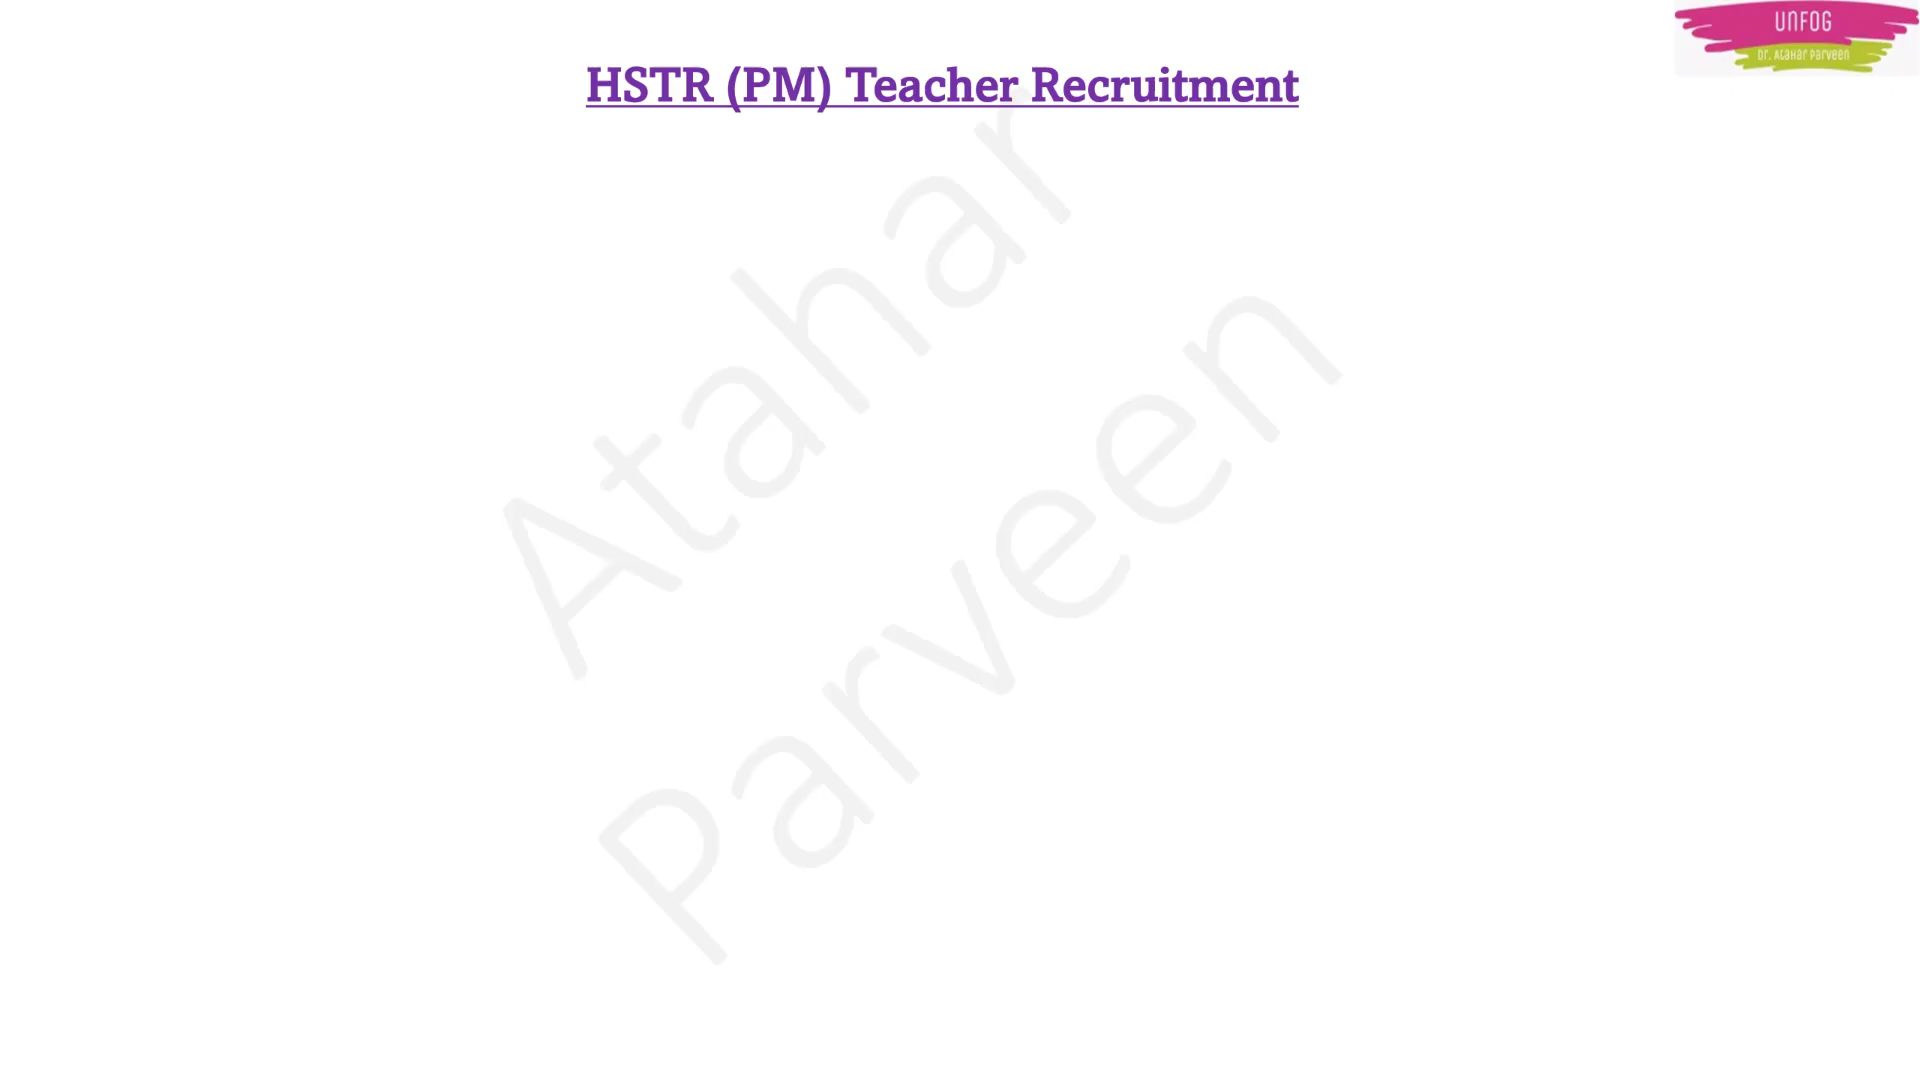 HSTR (PM) Teacher Recruitment
UNFOG
Dr. Atahar Parveen
Atahar
Parveen